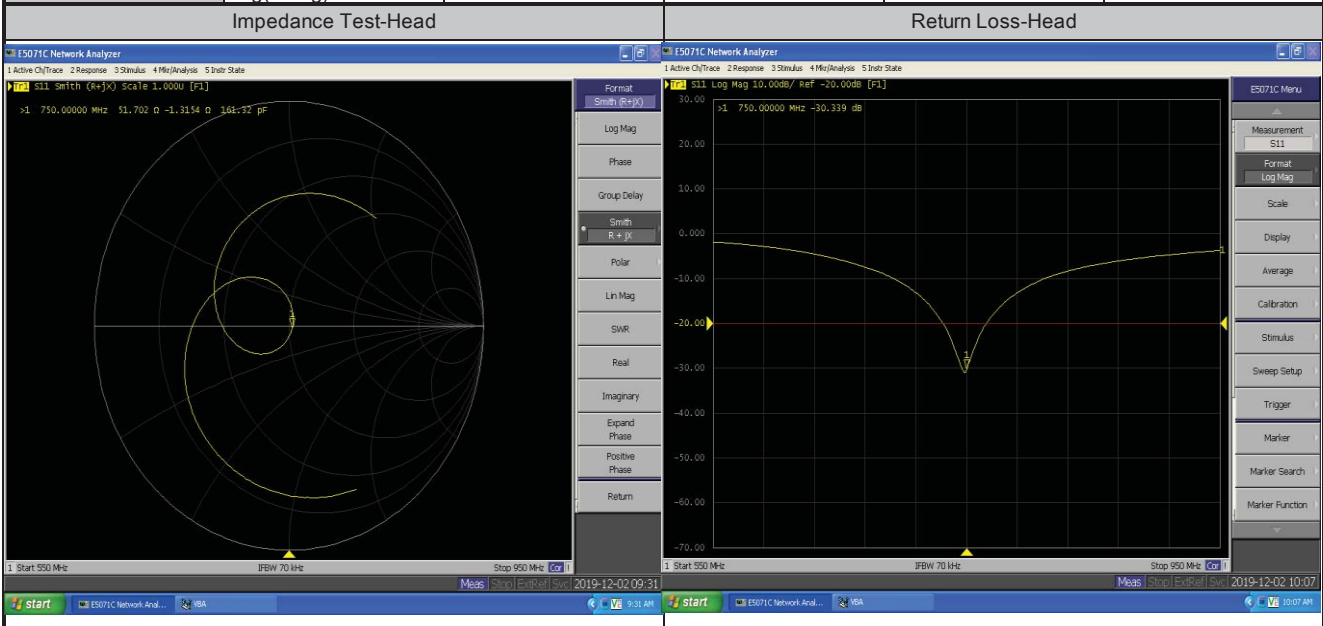 Impedance Test-Head
E5071C Network Analyzer
1 Active Ch/Trace 2 Response 3 Stimulus 4 Mkr/Analysis 5 Instr State
Tr1 S11 Smith (R+jX) Scale 1.000U [F1]
>1 750.00000 MHz 51.702 Ω -1.3154 Ω 161.32 pF
1
Format
Smith (R+jX)
Log Mag
Phase
Group Delay
Smith
R + jX
Polar
Lin Mag
SWR
Real
Imaginary
Expand
Phase
Positive
Phase
Return
1 Start 550 MHz IFBW 70 kHz Stop 950 MHz Cor !
Meas Stop ExtRef Svc 2019-12-02 09:31
start E5071C Network Anal... VBA 9:31 AM
Return Loss-Head
E5071C Network Analyzer
1 Active Ch/Trace 2 Response 3 Stimulus 4 Mkr/Analysis 5 Instr State
Tr1 S11 Log Mag 10.00dB/ Ref -20.00dB [F1]
30.00
>1 750.00000 MHz -30.339 dB
20.00
10.00
0.000
1
-10.00
-20.00
-30.00
1
-40.00
-50.00
-60.00
-70.00
E5071C Menu
Measurement
S11
Format
Log Mag
Scale
Display
Average
Calibration
Stimulus
Sweep Setup
Trigger
Marker
Marker Search
Marker Function
1 Start 550 MHz IFBW 70 kHz Stop 950 MHz Cor !
Meas Stop ExtRef Svc 2019-12-02 10:07
start E5071C Network Anal... VBA 10:07 AM